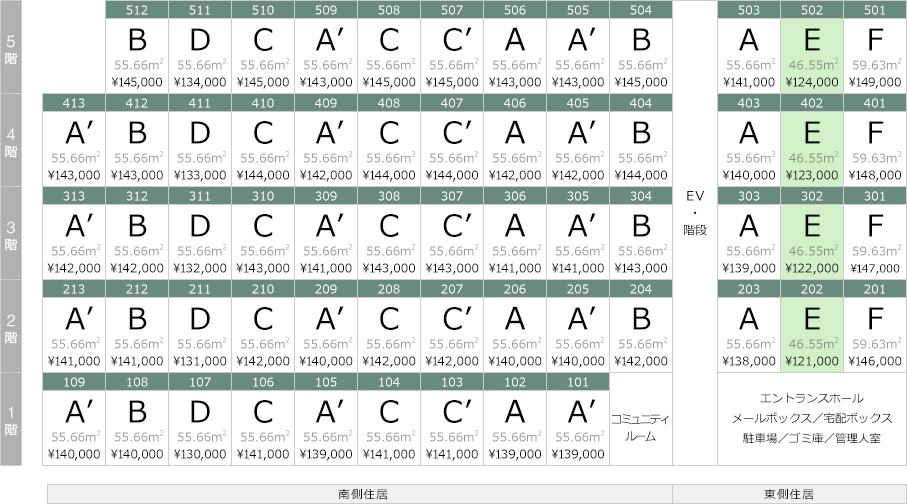 512 511 510 509 508 507 506 505 504 503 502 501
5階 B D C A′ C C′ A A′ B A E F
55.66m² 55.66m² 55.66m² 55.66m² 55.66m² 55.66m² 55.66m² 55.66m² 55.66m² 55.66m² 46.55m² 59.63m²
¥145,000 ¥134,000 ¥145,000 ¥143,000 ¥145,000 ¥145,000 ¥143,000 ¥143,000 ¥145,000 ¥141,000 ¥124,000 ¥149,000
413 412 411 410 409 408 407 406 405 404 403 402 401
4階 A′ B D C A′ C C′ A A′ B A E F
55.66m² 55.66m² 55.66m² 55.66m² 55.66m² 55.66m² 55.66m² 55.66m² 55.66m² 55.66m² 55.66m² 46.55m² 59.63m²
¥143,000 ¥143,000 ¥133,000 ¥144,000 ¥142,000 ¥144,000 ¥144,000 ¥142,000 ¥142,000 ¥144,000 ¥140,000 ¥123,000 ¥148,000
EV
・
階段
313 312 311 310 309 308 307 306 305 304 303 302 301
3階 A′ B D C A′ C C′ A A′ B A E F
55.66m² 55.66m² 55.66m² 55.66m² 55.66m² 55.66m² 55.66m² 55.66m² 55.66m² 55.66m² 55.66m² 46.55m² 59.63m²
¥142,000 ¥142,000 ¥132,000 ¥143,000 ¥141,000 ¥143,000 ¥143,000 ¥141,000 ¥141,000 ¥143,000 ¥139,000 ¥122,000 ¥147,000
213 212 211 210 209 208 207 206 205 204 203 202 201
2階 A′ B D C A′ C C′ A A′ B A E F
55.66m² 55.66m² 55.66m² 55.66m² 55.66m² 55.66m² 55.66m² 55.66m² 55.66m² 55.66m² 55.66m² 46.55m² 59.63m²
¥141,000 ¥141,000 ¥131,000 ¥142,000 ¥140,000 ¥142,000 ¥142,000 ¥140,000 ¥140,000 ¥142,000 ¥138,000 ¥121,000 ¥146,000
109 108 107 106 105 104 103 102 101
1階 A′ B D C A′ C C′ A A′
55.66m² 55.66m² 55.66m² 55.66m² 55.66m² 55.66m² 55.66m² 55.66m² 55.66m²
¥140,000 ¥140,000 ¥130,000 ¥141,000 ¥139,000 ¥141,000 ¥141,000 ¥139,000 ¥139,000
コミュニティ
ルーム
エントランスホール
メールボックス／宅配ボックス
駐車場／ゴミ庫／管理人室
南側住居 東側住居